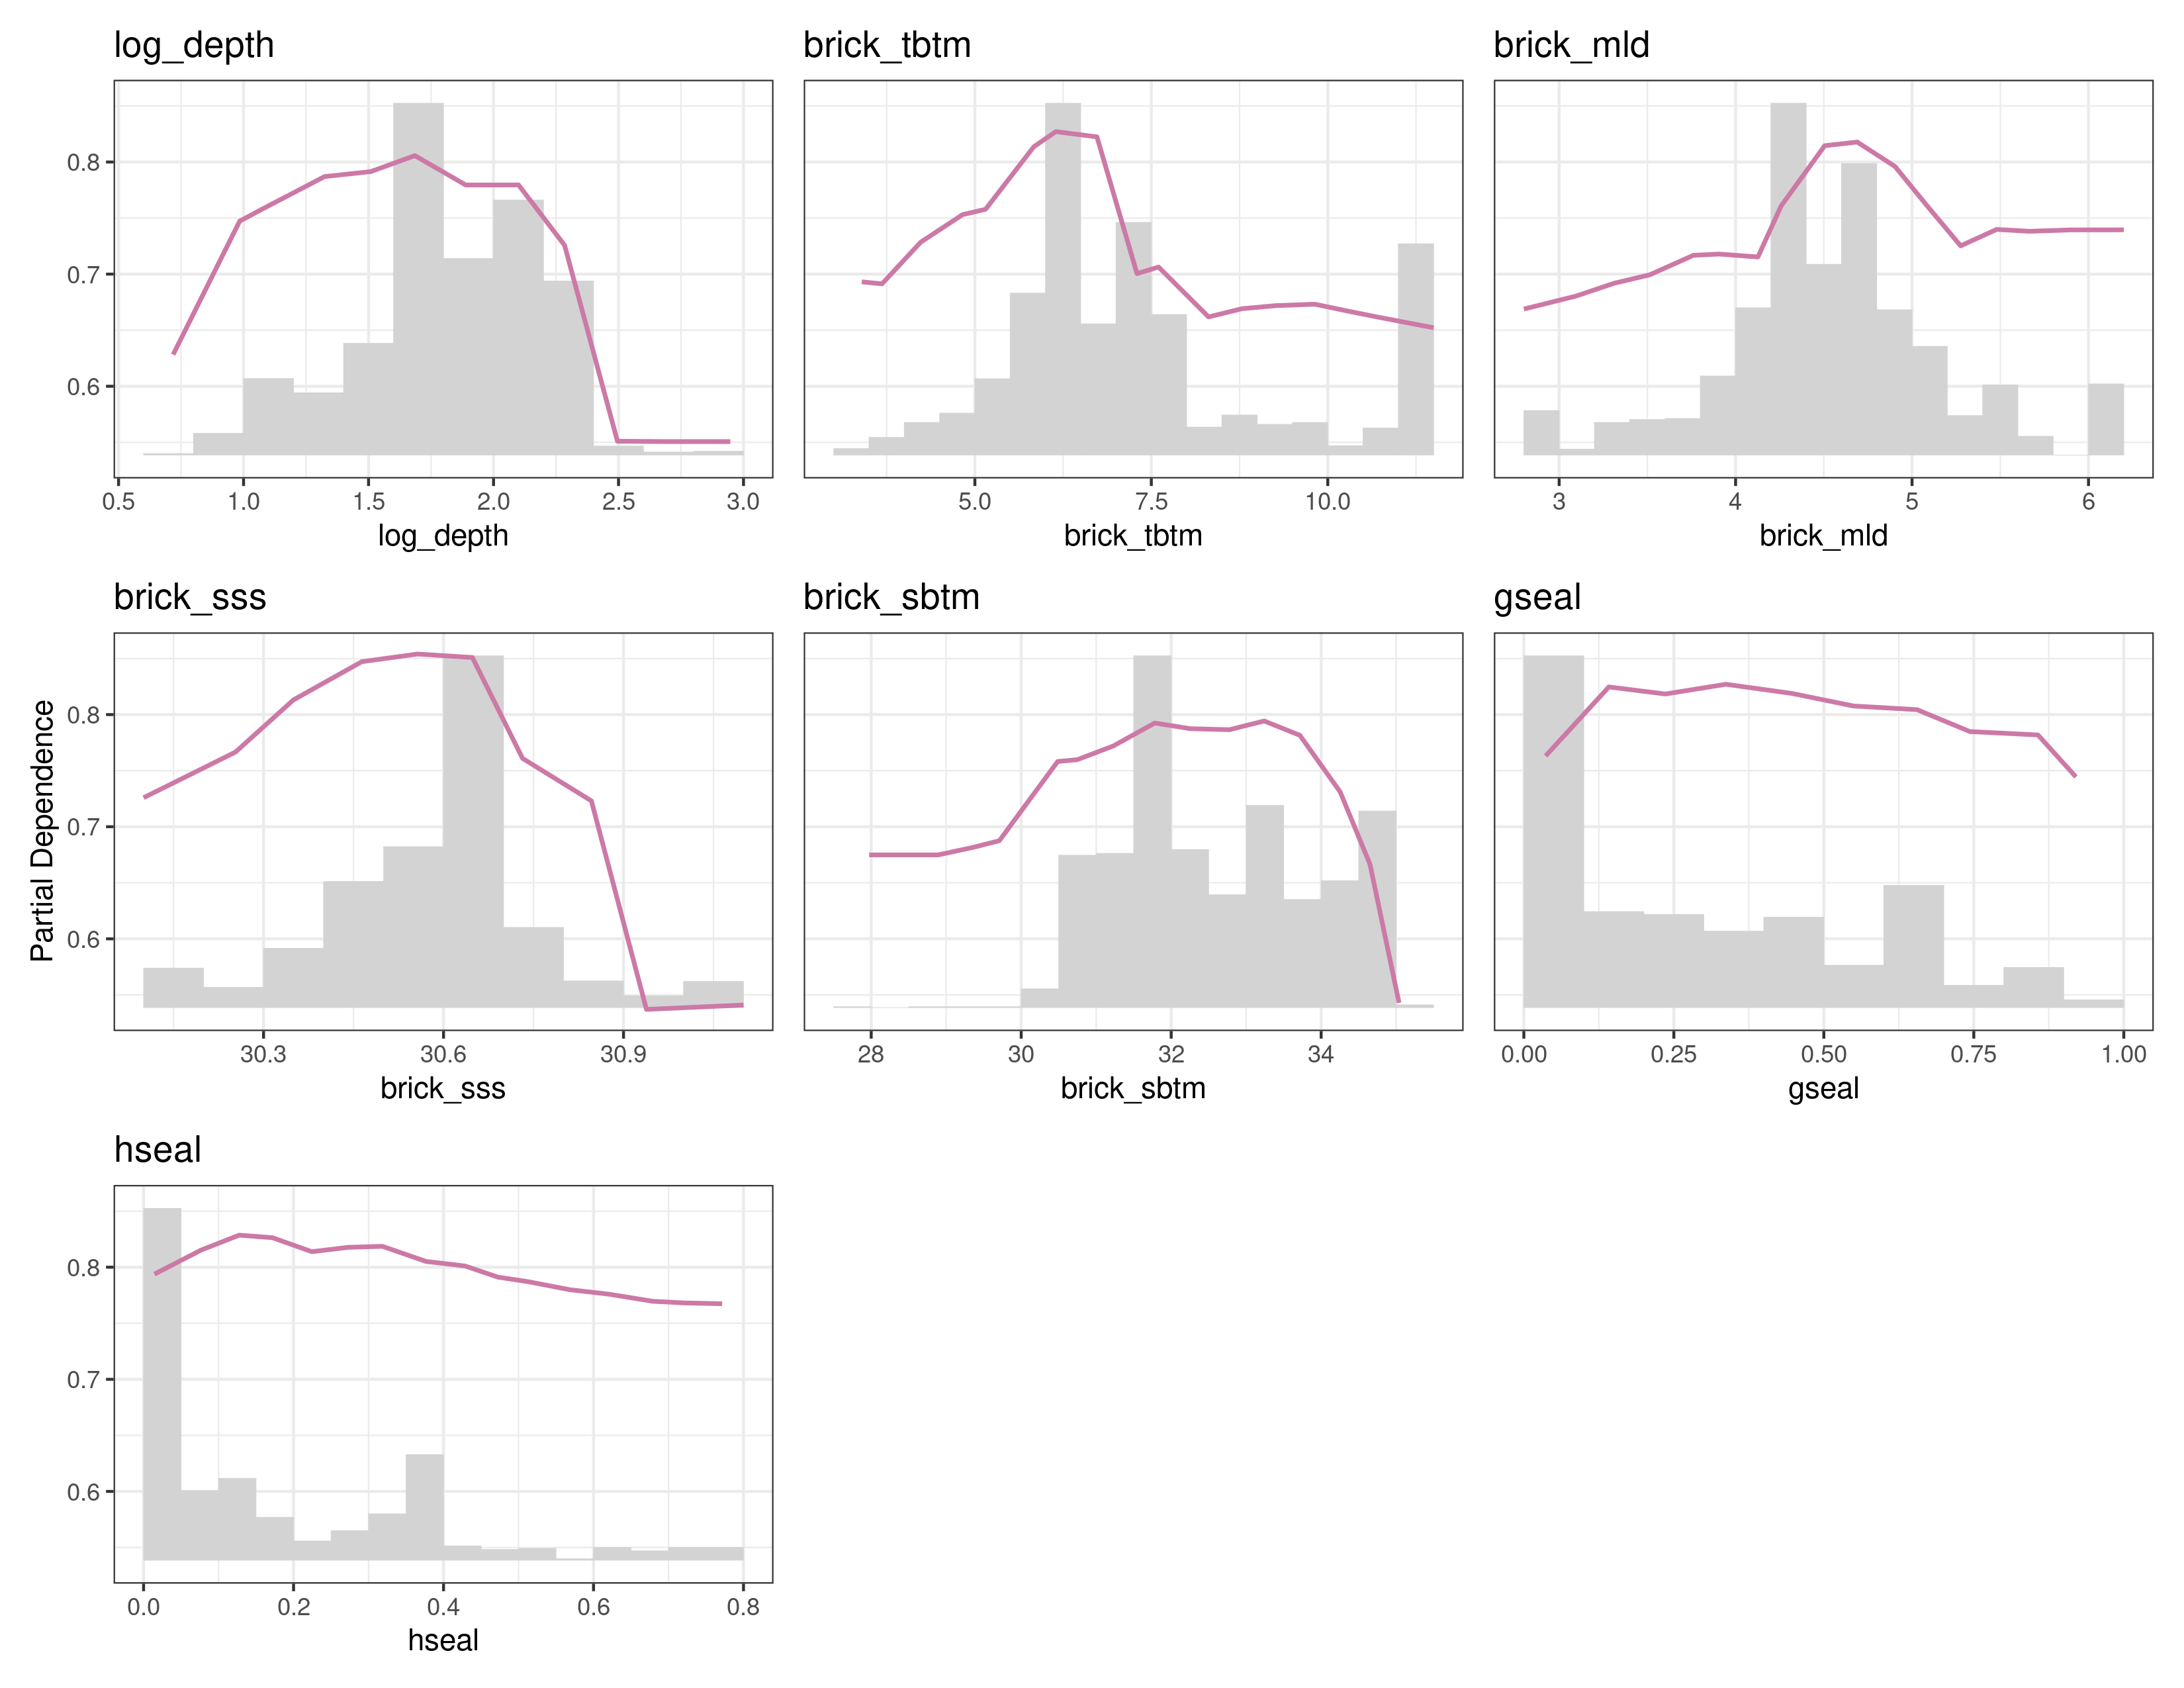 log_depth
brick_tbtm
brick_mld
0.8
0.7
0.6
0.5 1.0 1.5 2.0 2.5 3.0
5.0 7.5 10.0
3 4 5 6
log_depth
brick_tbtm
brick_mld
brick_sss
brick_sbtm
gseal
Partial Dependence
0.8
0.7
0.6
30.3 30.6 30.9
28 30 32 34
0.00 0.25 0.50 0.75 1.00
brick_sss
brick_sbtm
gseal
hseal
0.8
0.7
0.6
0.0 0.2 0.4 0.6 0.8
hseal